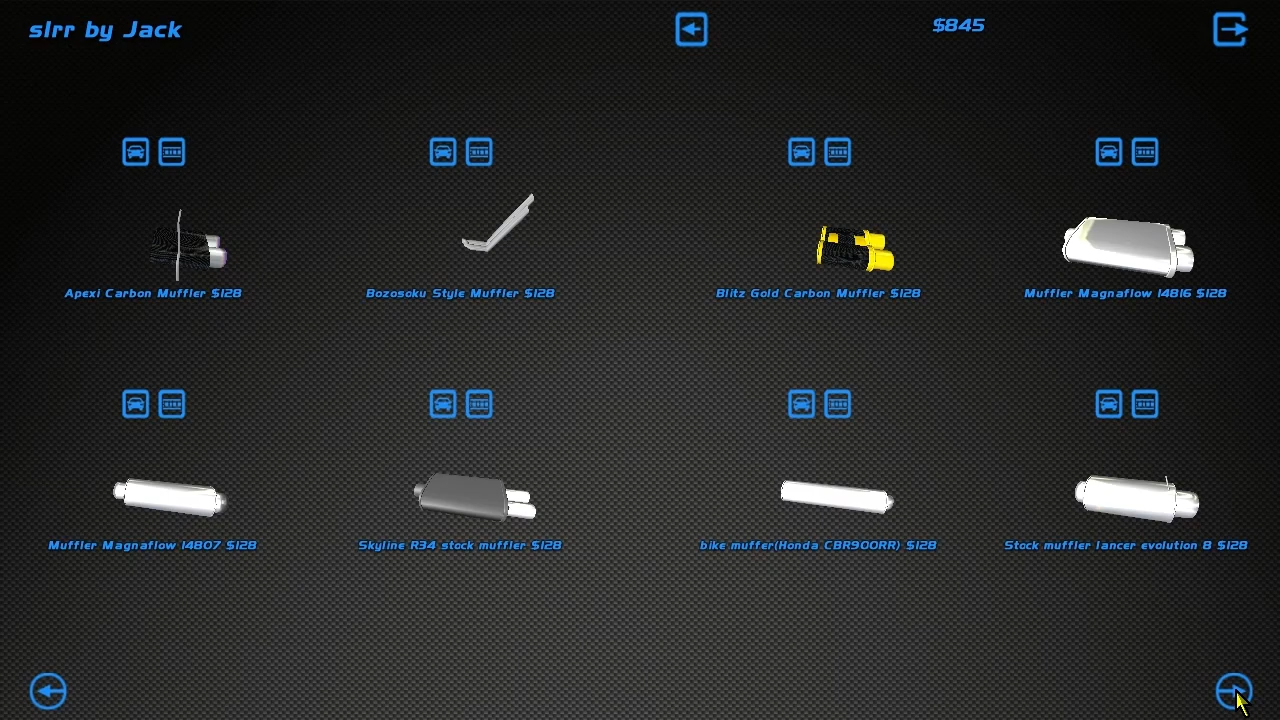 slrr by Jack
$845
Apexi Carbon Muffler $128
Bozosoku Style Muffler $128
Blitz Gold Carbon Muffler $128
Muffler Magnaflow 14816 $128
Muffler Magnaflow 14807 $128
Skyline R34 stock muffler $128
bike muffer(Honda CBR900RR) $128
Stock muffler lancer evolution 8 $128